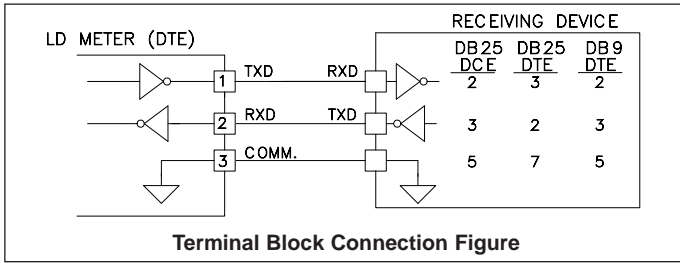 RECEIVING DEVICE
LD METER (DTE)
DB25 DB25 DB9
DCE DTE DTE
1 TXD RXD 2 3 2
2 RXD TXD 3 2 3
3 COMM. 5 7 5
Terminal Block Connection Figure